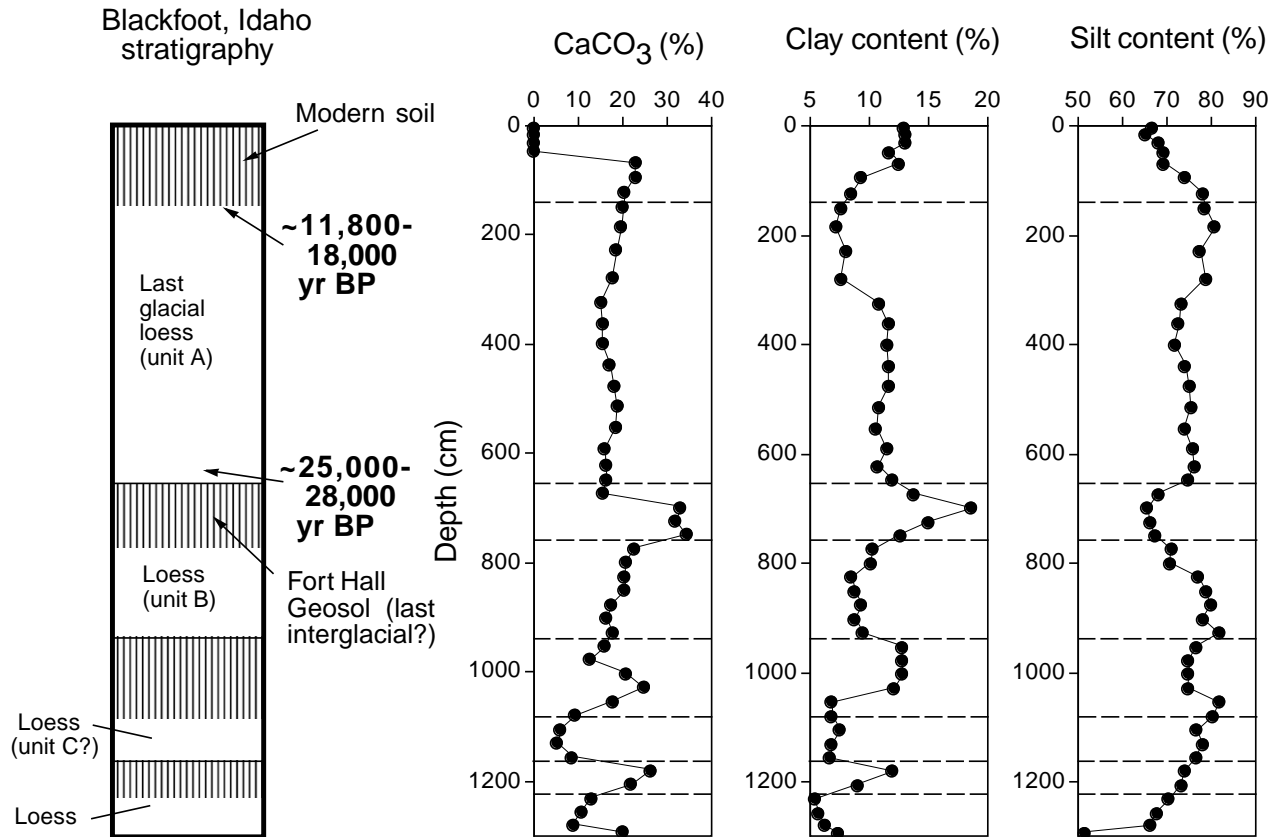 Blackfoot, Idaho
stratigraphy
Modern soil
~11,800-
18,000
yr BP
Last
glacial
loess
(unit A)
~25,000-
28,000
yr BP
Loess
(unit B)
Fort Hall
Geosol (last
interglacial?)
Loess
(unit C?)
Loess
CaCO3 (%)
0 10 20 30 40
Depth (cm)
0
200
400
600
800
1000
1200
Clay content (%)
5 10 15 20
0
200
400
600
800
1000
1200
Silt content (%)
50 60 70 80 90
0
200
400
600
800
1000
1200